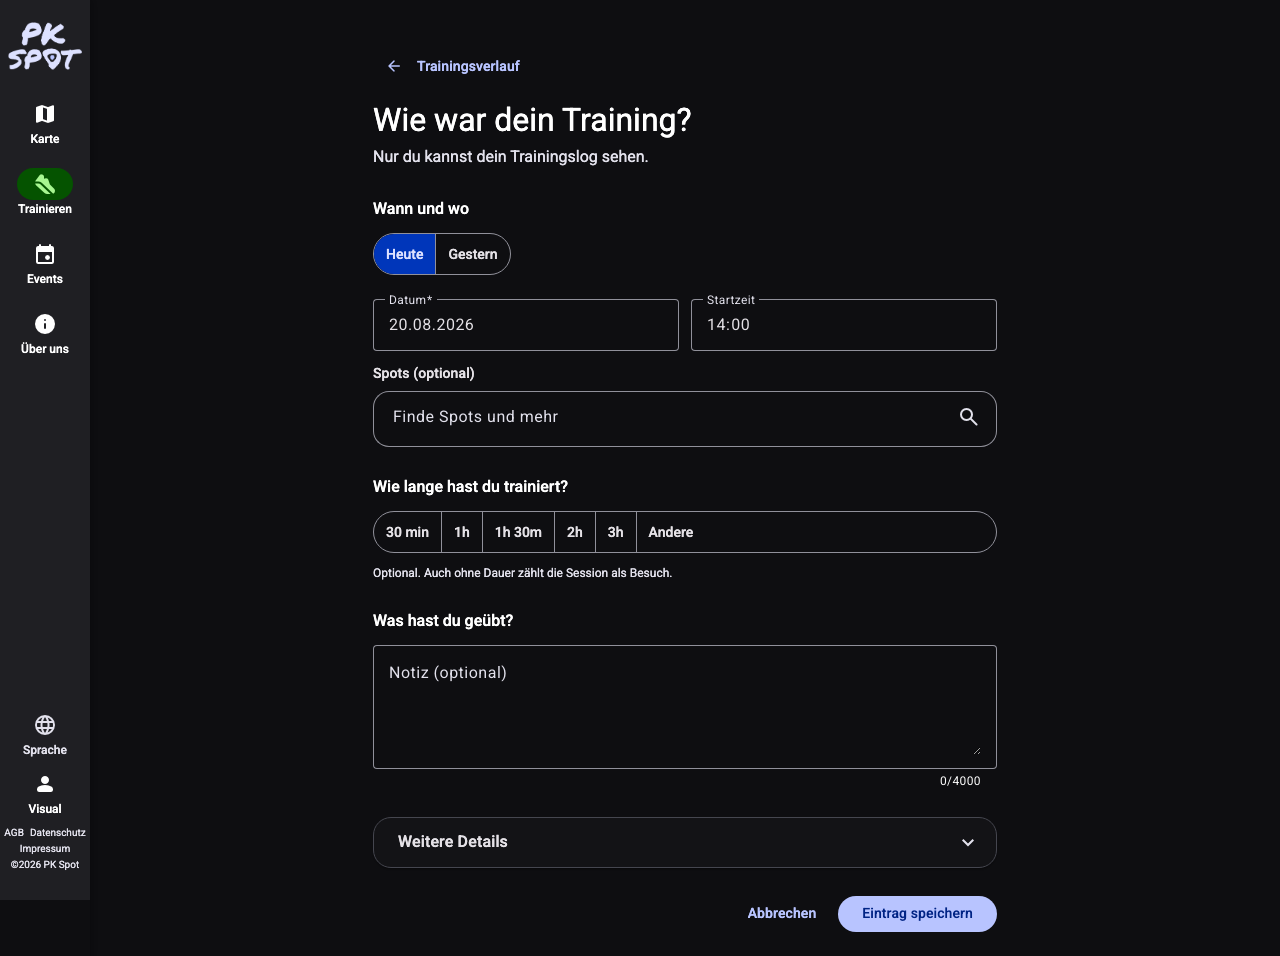 PK
SPOT
Karte
Trainieren
Events
Über uns
Sprache
Visual
AGB Datenschutz
Impressum
©2026 PK Spot
Trainingsverlauf
Wie war dein Training?
Nur du kannst dein Trainingslog sehen.
Wann und wo
Heute Gestern
Datum* Startzeit
20.08.2026 14:00
Spots (optional)
Finde Spots und mehr
Wie lange hast du trainiert?
30 min 1h 1h 30m 2h 3h Andere
Optional. Auch ohne Dauer zählt die Session als Besuch.
Was hast du geübt?
Notiz (optional)
0/4000
Weitere Details
Abbrechen Eintrag speichern